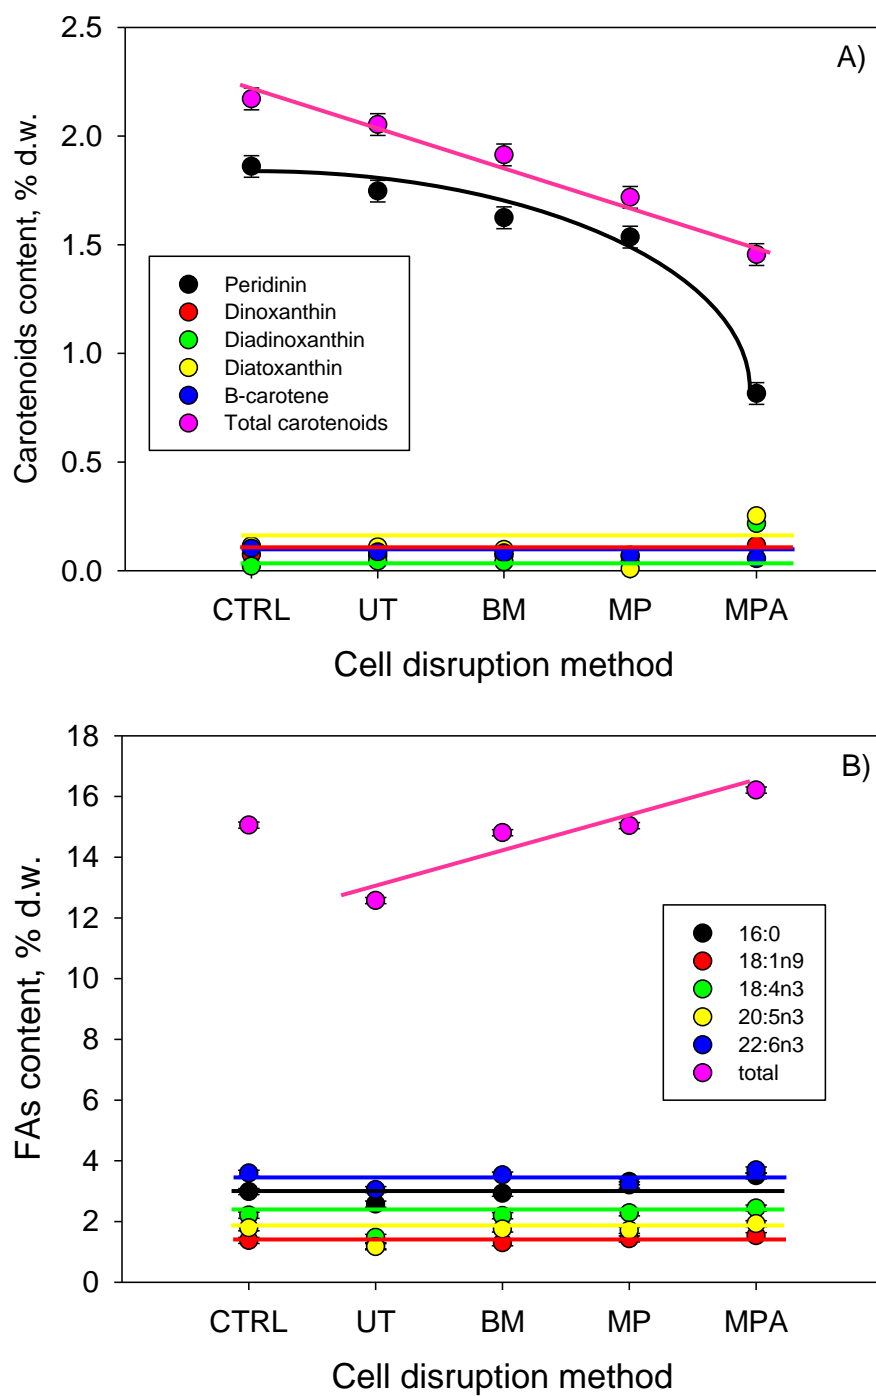 A)
2.5
2.0
1.5
1.0
0.5
0.0
Carotenoids content, % d.w.
Peridinin
Dinoxanthin
Diadinoxanthin
Diatoxanthin
B-carotene
Total carotenoids
CTRL UT BM MP MPA
Cell disruption method
B)
18
16
14
12
10
8
6
4
2
0
FAs content, % d.w.
16:0
18:1n9
18:4n3
20:5n3
22:6n3
total
CTRL UT BM MP MPA
Cell disruption method